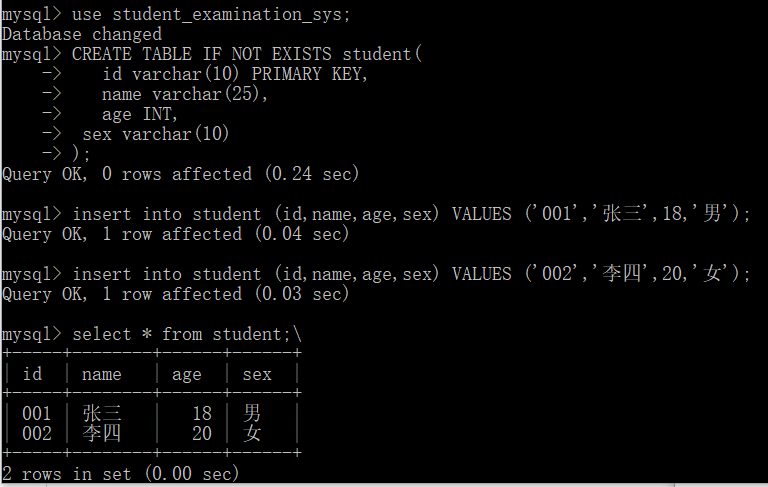 mysql> use student_examination_sys;
Database changed
mysql> CREATE TABLE IF NOT EXISTS student(
    ->    id varchar(10) PRIMARY KEY,
    ->    name varchar(25),
    ->    age INT,
    ->  sex varchar(10)
    -> );
Query OK, 0 rows affected (0.24 sec)

mysql> insert into student (id,name,age,sex) VALUES ('001','张三',18,'男');
Query OK, 1 row affected (0.04 sec)

mysql> insert into student (id,name,age,sex) VALUES ('002','李四',20,'女');
Query OK, 1 row affected (0.03 sec)

mysql> select * from student;\
+-----+--------+------+------+
| id  | name   | age  | sex  |
+-----+--------+------+------+
| 001 | 张三   |   18 | 男   |
| 002 | 李四   |   20 | 女   |
+-----+--------+------+------+
2 rows in set (0.00 sec)